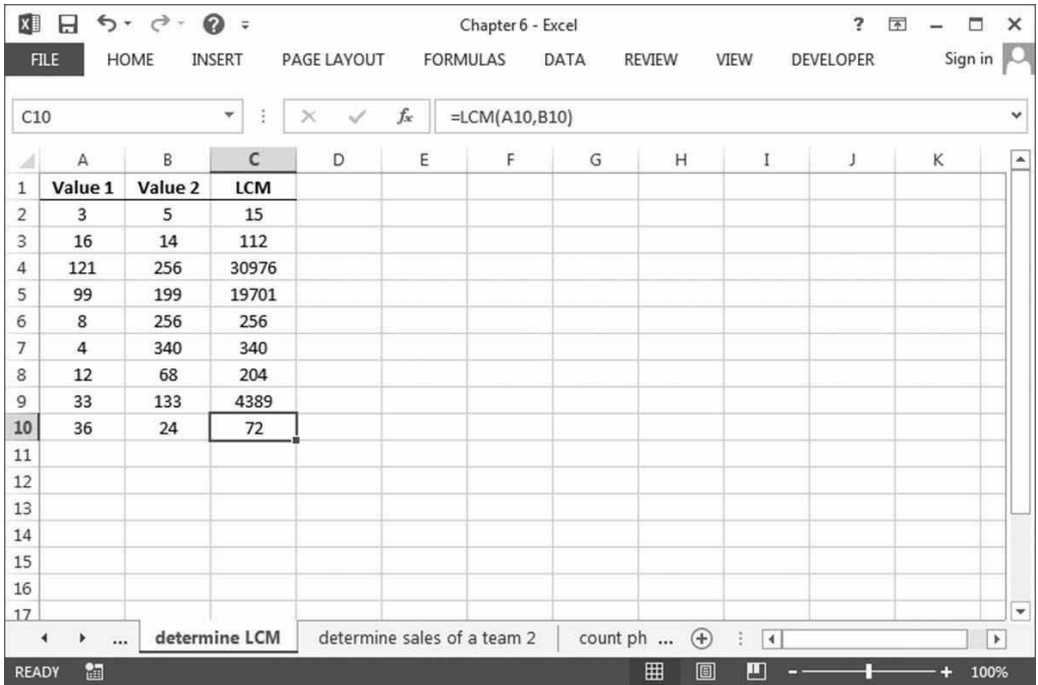 Chapter 6 - Excel ?
FILE HOME INSERT PAGE LAYOUT FORMULAS DATA REVIEW VIEW DEVELOPER Sign in
C10 fx =LCM(A10,B10)
A B C D E F G H I J K
1 Value 1 Value 2 LCM
2 3 5 15
3 16 14 112
4 121 256 30976
5 99 199 19701
6 8 256 256
7 4 340 340
8 12 68 204
9 33 133 4389
10 36 24 72
11
12
13
14
15
16
17
... determine LCM determine sales of a team 2 count ph ...
READY 100%